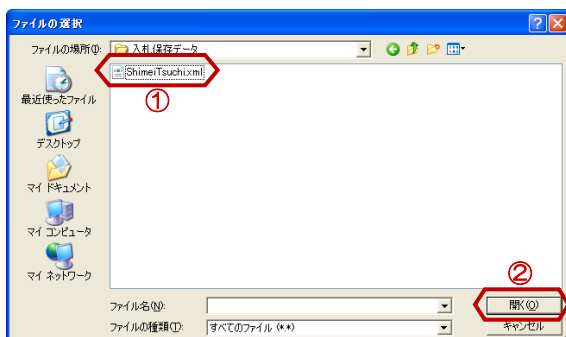 ファイルの選択
ファイルの場所(I):
入札保存データ
ShimeiTsuchi.xml
①
最近使ったファイル
デスクトップ
マイ ドキュメント
マイ コンピュータ
マイ ネットワーク
②
ファイル名(N):
開く(O)
ファイルの種類(T):
すべてのファイル (*.*)
キャンセル